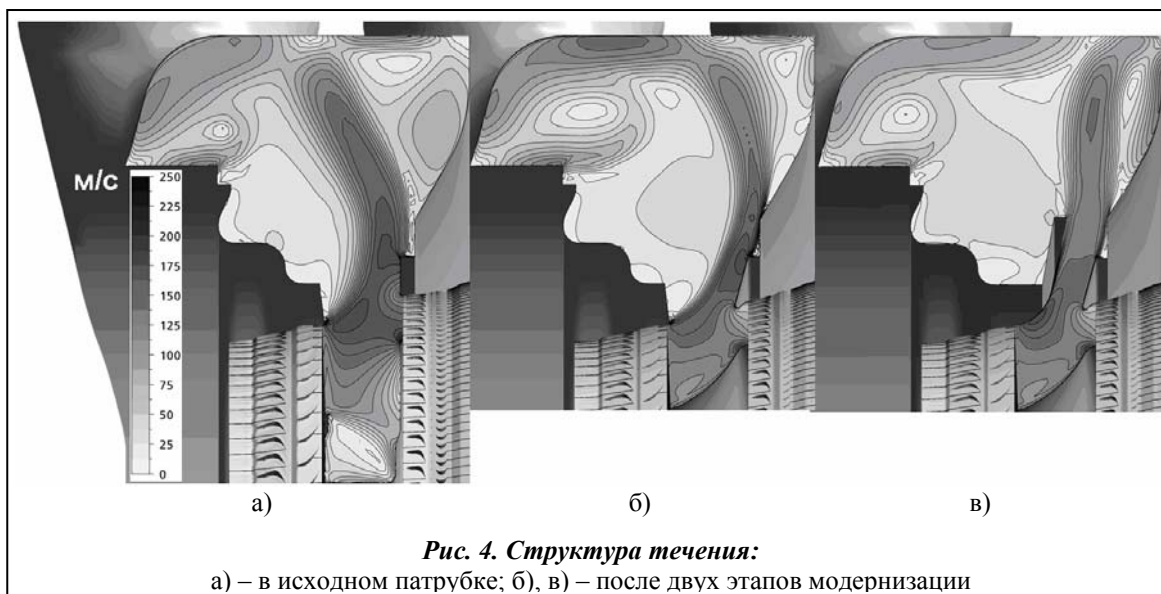 М/С
250
225
200
175
150
125
100
75
50
25
0
а)
б)
в)
Рис. 4. Структура течения:
а) – в исходном патрубке; б), в) – после двух этапов модернизации